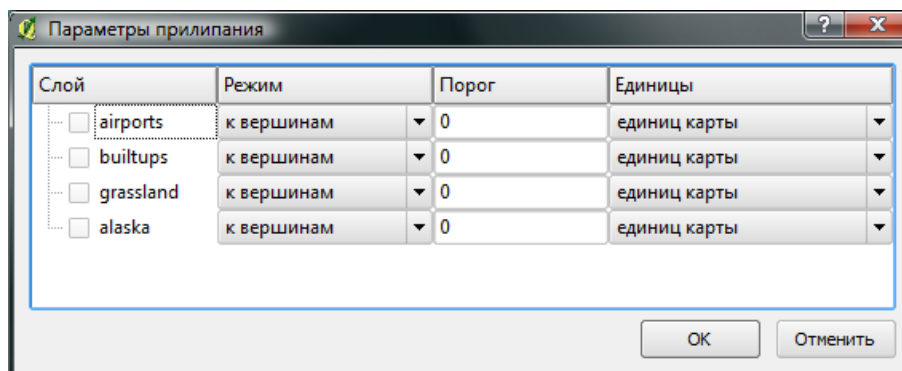 Параметры прилипания
?
X
Слой Режим Порог Единицы
airports к вершинам 0 единиц карты
builtups к вершинам 0 единиц карты
grassland к вершинам 0 единиц карты
alaska к вершинам 0 единиц карты
OK Отменить